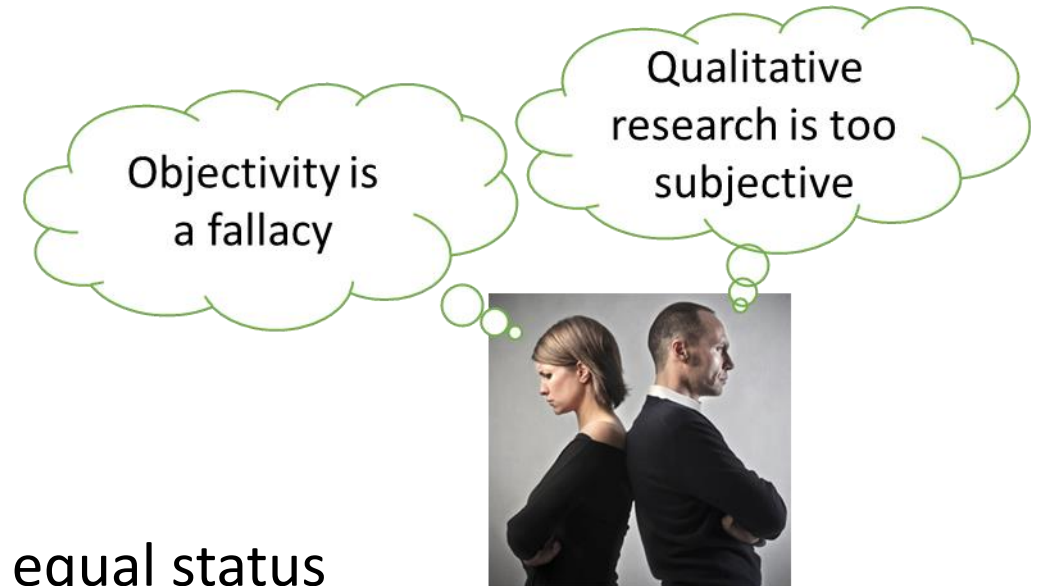 Objectivity is
a fallacy
Qualitative
research is too
subjective
equal status